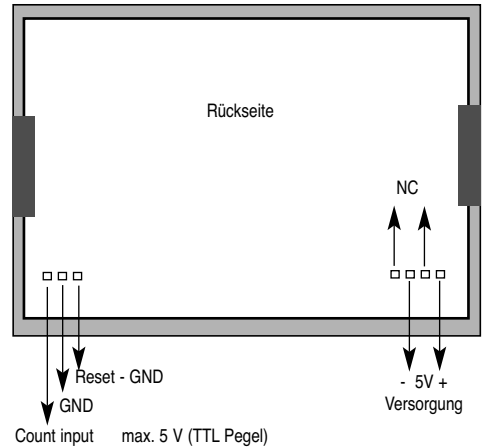 Rückseite
NC
Reset - GND
- 5V +
GND
Versorgung
Count input max. 5 V (TTL Pegel)